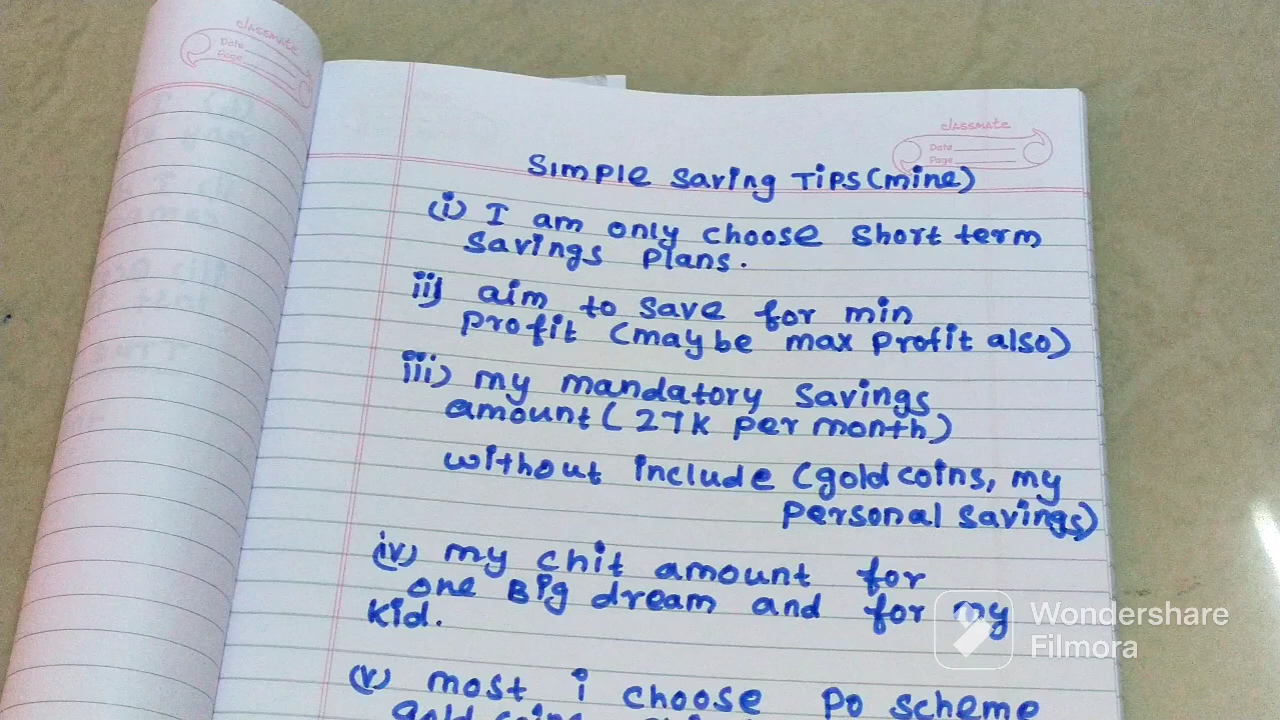 classmate
Date
Page
classmate
Date
Page
Simple Saving Tips (mine)
(i) I am only choose short term
savings plans.
ii) aim to save for min
profit (maybe max profit also)
iii) my mandatory savings
amount (27K per month)
without include (gold coins, my
personal savings)
(iv) my chit amount for
one Big dream and for my
kid.
(v) most i choose Po scheme
gold coins
Wondershare
Filmora